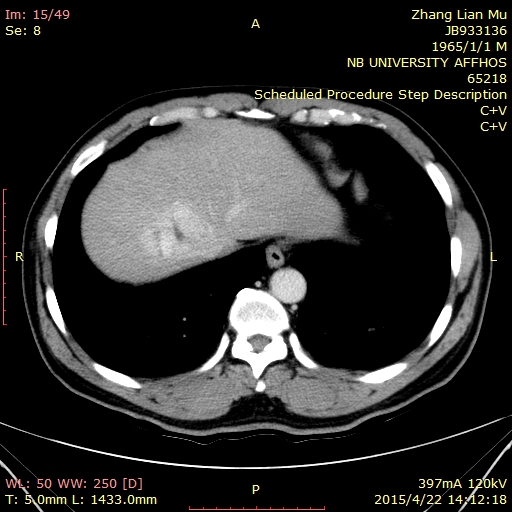 Im: 15/49
Se: 8
A
Zhang Lian Mu
JB933136
1965/1/1 M
NB UNIVERSITY AFFHOS
65218
Scheduled Procedure Step Description
C+V
C+V
R
L
WL: 50 WW: 250 [D]
T: 5.0mm L: 1433.0mm
P
397mA 120kV
2015/4/22 14:12:18